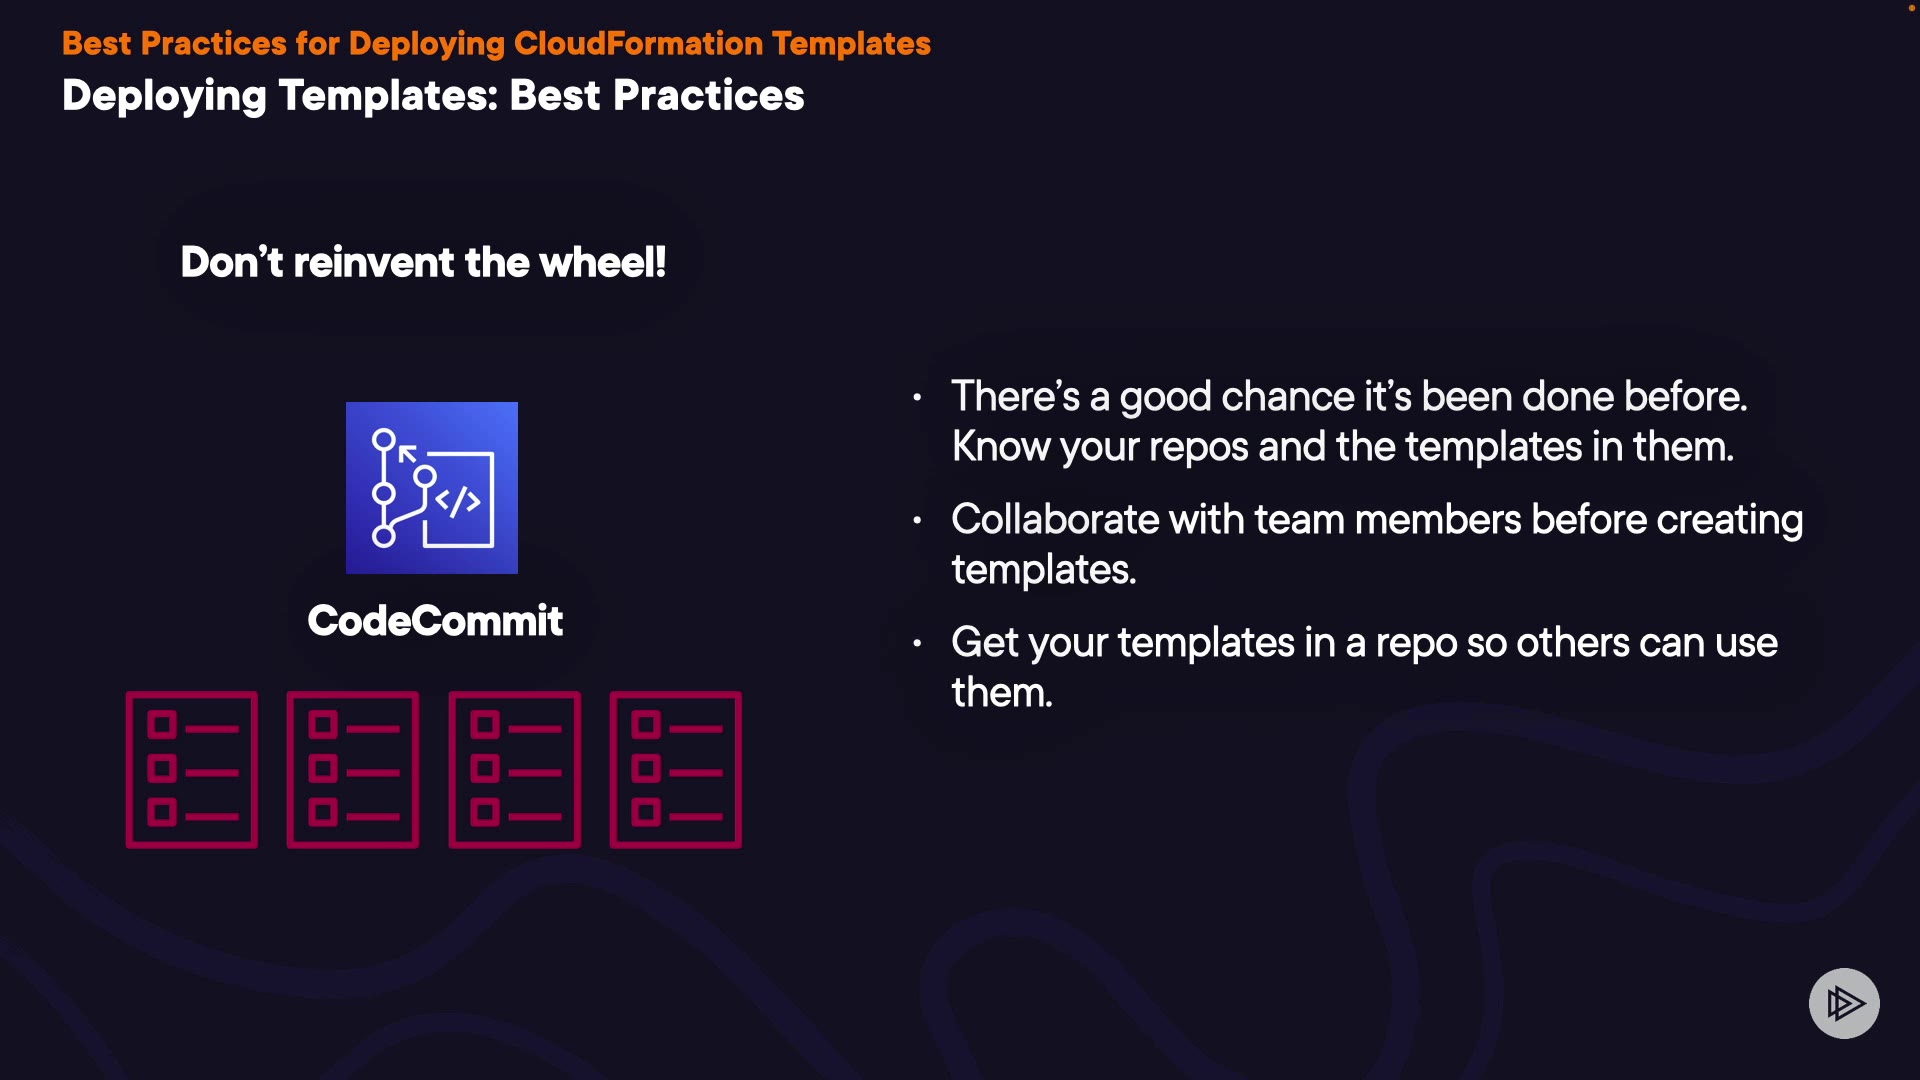 Best Practices for Deploying CloudFormation Templates
Deploying Templates: Best Practices
Don't reinvent the wheel!
CodeCommit
• There's a good chance it's been done before.
Know your repos and the templates in them.
• Collaborate with team members before creating
templates.
• Get your templates in a repo so others can use
them.